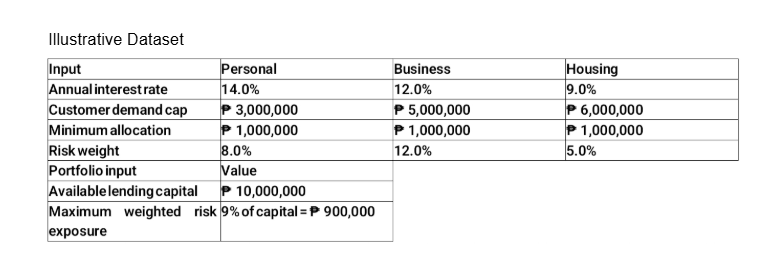 Illustrative Dataset
Input Personal Business Housing
Annual interest rate 14.0% 12.0% 9.0%
Customer demand cap ₱ 3,000,000 ₱ 5,000,000 ₱ 6,000,000
Minimum allocation ₱ 1,000,000 ₱ 1,000,000 ₱ 1,000,000
Risk weight 8.0% 12.0% 5.0%
Portfolio input Value
Available lending capital ₱ 10,000,000
Maximum weighted risk 9% of capital = ₱ 900,000
exposure